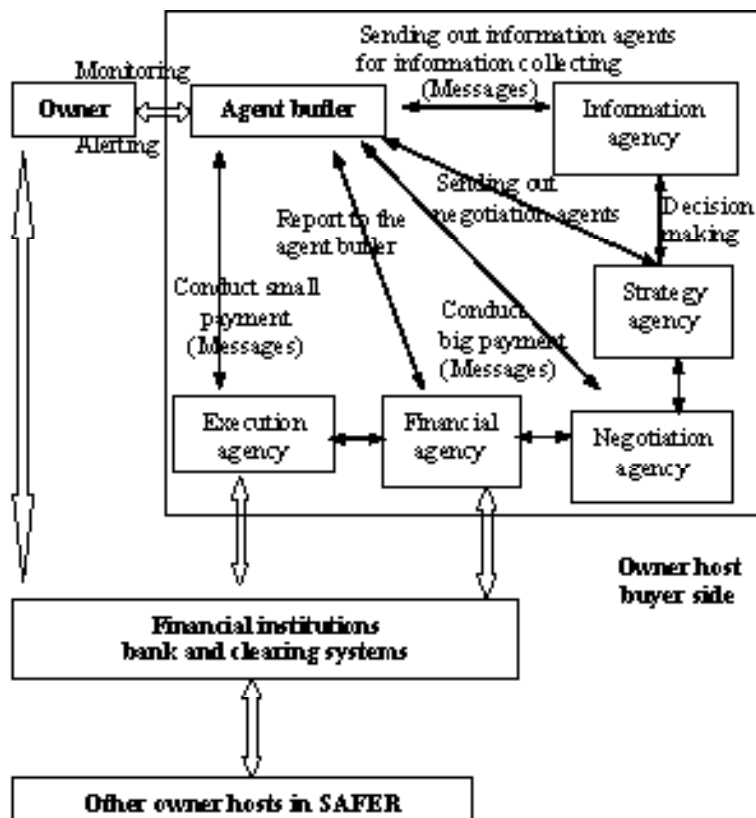 Sending out information agents
for information collecting
(Messages)
Monitoring
Owner
Agent butler
Information
agency
Alerting
Sending out
negotiation agents
Decision
making
Report to the
agent butler
Strategy
agency
Conduct small
payment
(Messages)
Conduct
big payment
(Messages)
Execution
agency
Financial
agency
Negotiation
agency
Owner host
buyer side
Financial institutions
bank and clearing systems
Other owner hosts in SAFER